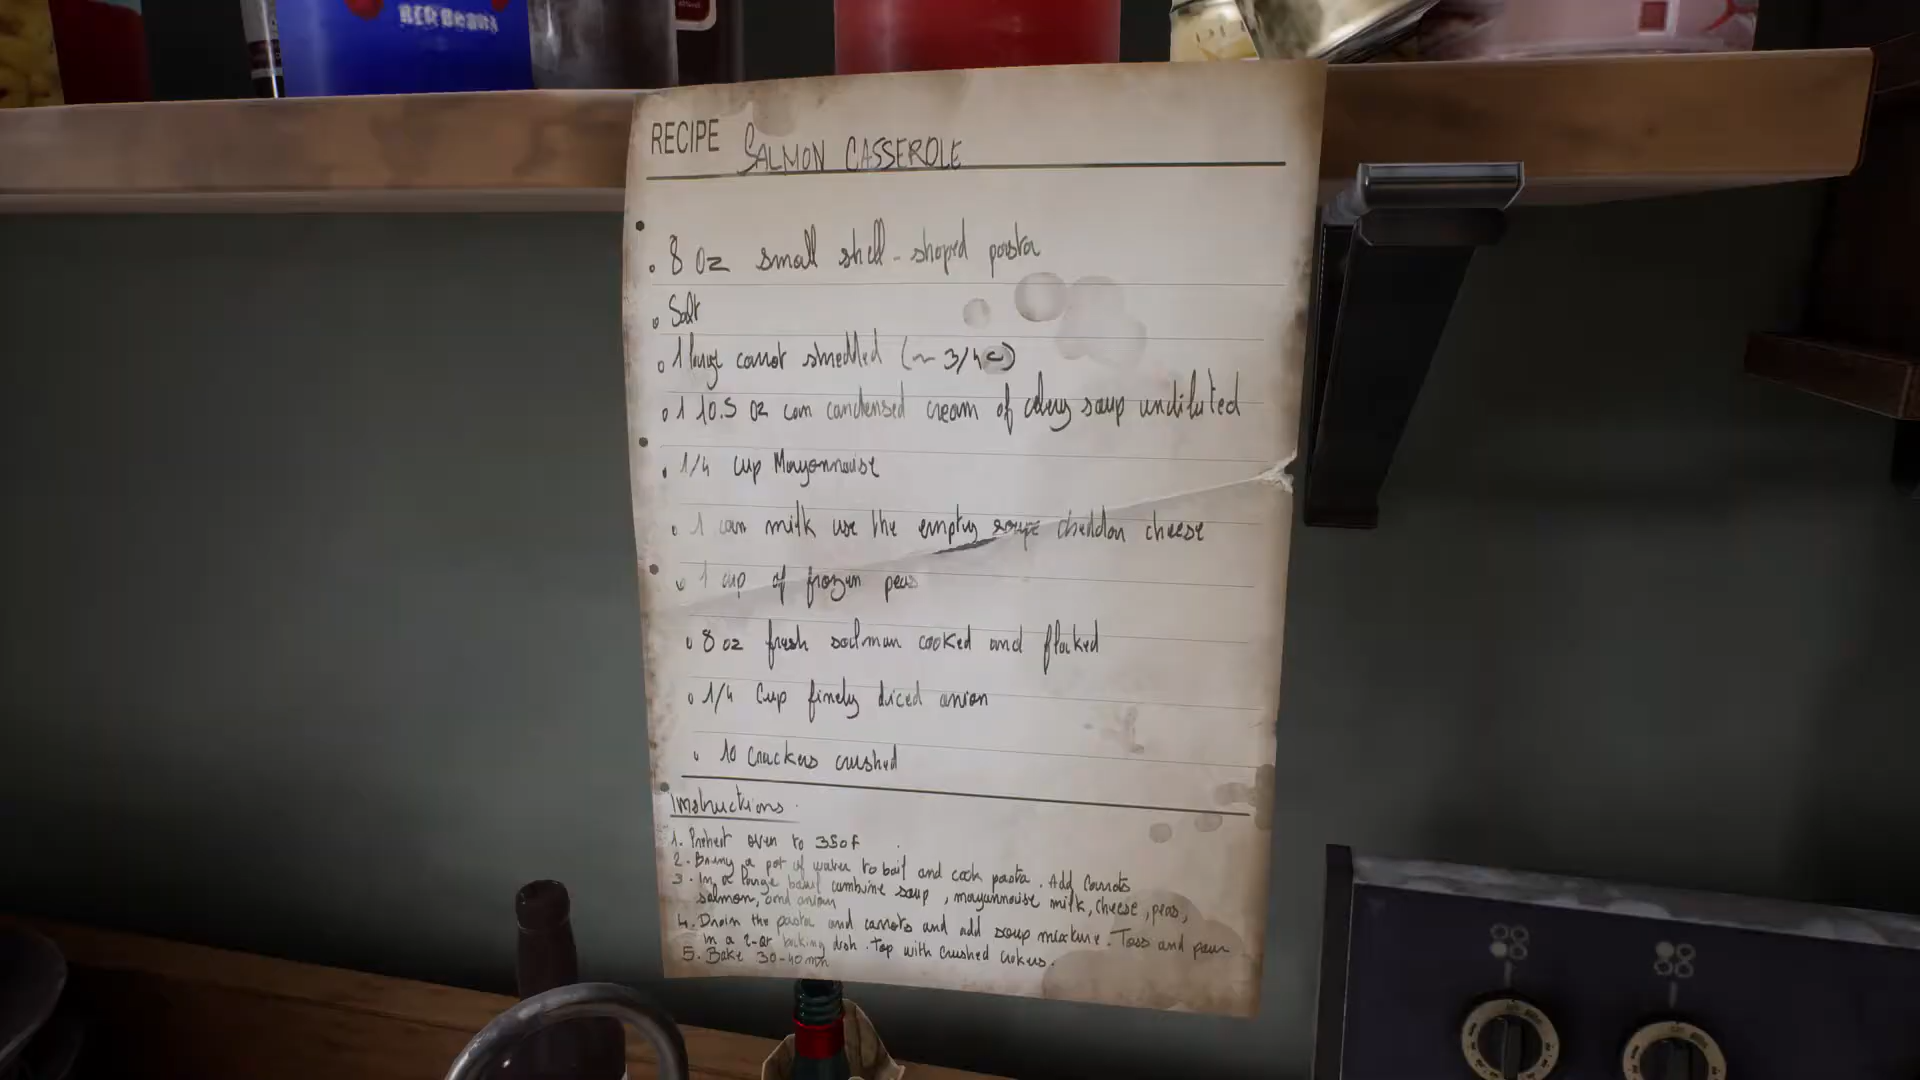 RECIPE SALMON CASSEROLE
8 Oz small shell-shaped pasta
Salt
1 large carrot shredded (~ 3/4 c)
1 10.5 Oz can condensed cream of celery soup undiluted
1/4 cup Mayonnaise
1 can milk use the empty soupe cheddar cheese
1 cup of frozen peas
8 oz fresh salmon cooked and flaked
1/4 Cup finely diced onion
10 Crackers crushed
Instructions
1. Preheat oven to 350F
2. Bring a pot of water to boil and cook pasta. Add Carrots
3. In a large bowl combine soup, mayonnaise milk, cheese, peas,
salmon, and onion
4. Drain the pasta and carrots and add soup mixture. Toss and pour
in a 2-qr baking dish. top with crushed crakers.
5. Bake 30-40 min